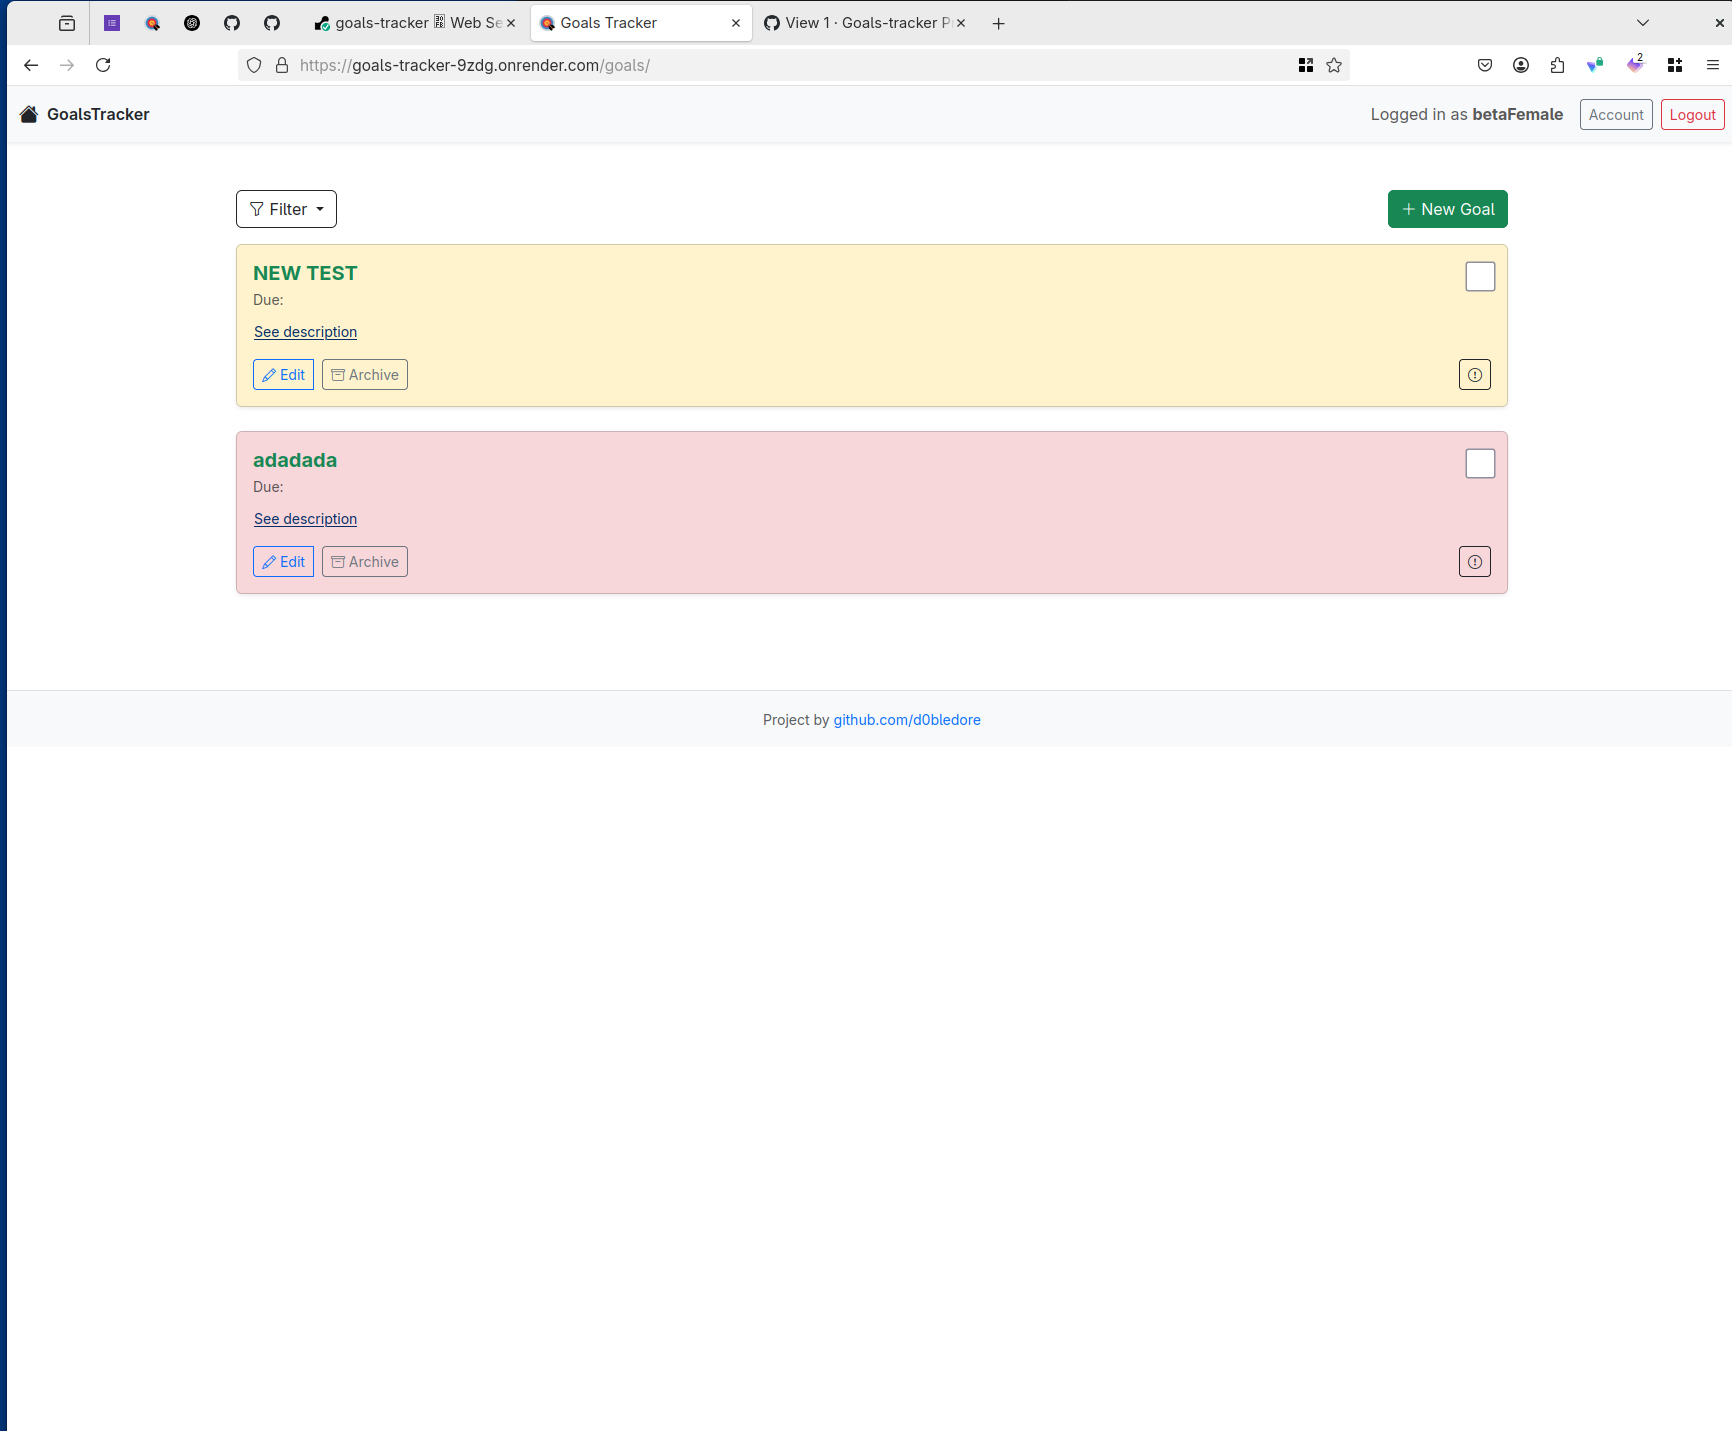 goals-tracker 30FB Web Se
Goals Tracker
View 1 · Goals-tracker P
https://goals-tracker-9zdg.onrender.com/goals/
2
GoalsTracker
Logged in as betaFemale
Account
Logout
Filter
+ New Goal
NEW TEST
Due:
See description
Edit
Archive
adadada
Due:
See description
Edit
Archive
Project by github.com/d0bledore